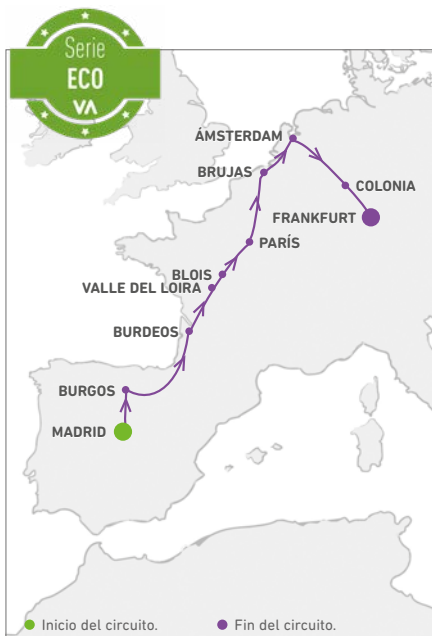 Serie
ECO
VA
ÁMSTERDAM
BRUJAS
COLONIA
FRANKFURT
PARÍS
BLOIS
VALLE DEL LOIRA
BURDEOS
BURGOS
MADRID
Inicio del circuito.
Fin del circuito.